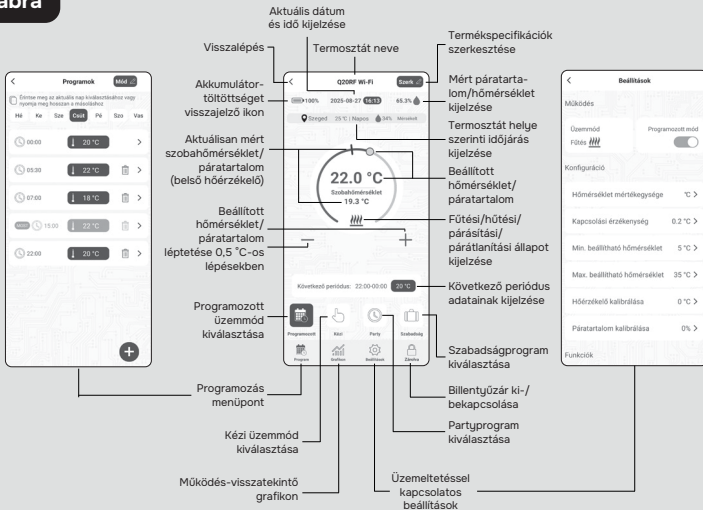 ábra
Aktuális dátum
és idő kijelzése
Visszalépés
Termosztát neve
Termékspecifikációk
szerkesztése
Akkumulátor-
töltöttséget
visszajelző ikon
Mért páratarta-
lom/hőmérséklet
kijelzése
Aktuálisan mért
szobahőmérséklet/
páratartalom
(belső hőérzékelő)
Termosztát helye
szerinti időjárás
kijelzése
Beállított
hőmérséklet/
páratartalom
Beállított
hőmérséklet/
páratartalom
léptetése 0,5 °C-os
lépésekben
Fűtési/hűtési/
párásítási/
párátlanítási állapot
kijelzése
Következő periódus
adatainak kijelzése
Programozott
üzemmód
kiválasztása
Szabadságprogram
kiválasztása
Programozás
menüpont
Billentyűzár ki-/
bekapcsolása
Kézi üzemmód
kiválasztása
Partyprogram
kiválasztása
Működés-visszatekintő
grafikon
Üzemeltetéssel
kapcsolatos
beállítások
Programok
Mód
Érintse meg az aktuális nap kiválasztásához vagy
nyomja meg hosszan a másoláshoz
Hé Ke Sze Csüt Pé Szo Vas
00:00 20 °C
05:30 22 °C
07:00 18 °C
15:00 22 °C
22:00 20 °C
Q20RF Wi-Fi
Szerk
100% 2025-08-27 16:13 65.3%
Szeged 25 °C | Napos 34% Mérsékelt
22.0 °C
Szobahőmérséklet
19.3 °C
Következő periódus: 22:00-00:00 20 °C
Programozott Kézi Party Szabadság
Program Grafikon Beállítások Zárolva
Beállítások
Működés
Üzemmód Programozott mód
Fűtés
Konfiguráció
Hőmérséklet mértékegysége °C
Kapcsolási érzékenység 0.2 °C
Min. beállítható hőmérséklet 5 °C
Max. beállítható hőmérséklet 35 °C
Hőérzékelő kalibrálása 0 °C
Páratartalom kalibrálása 0%
Funkciók